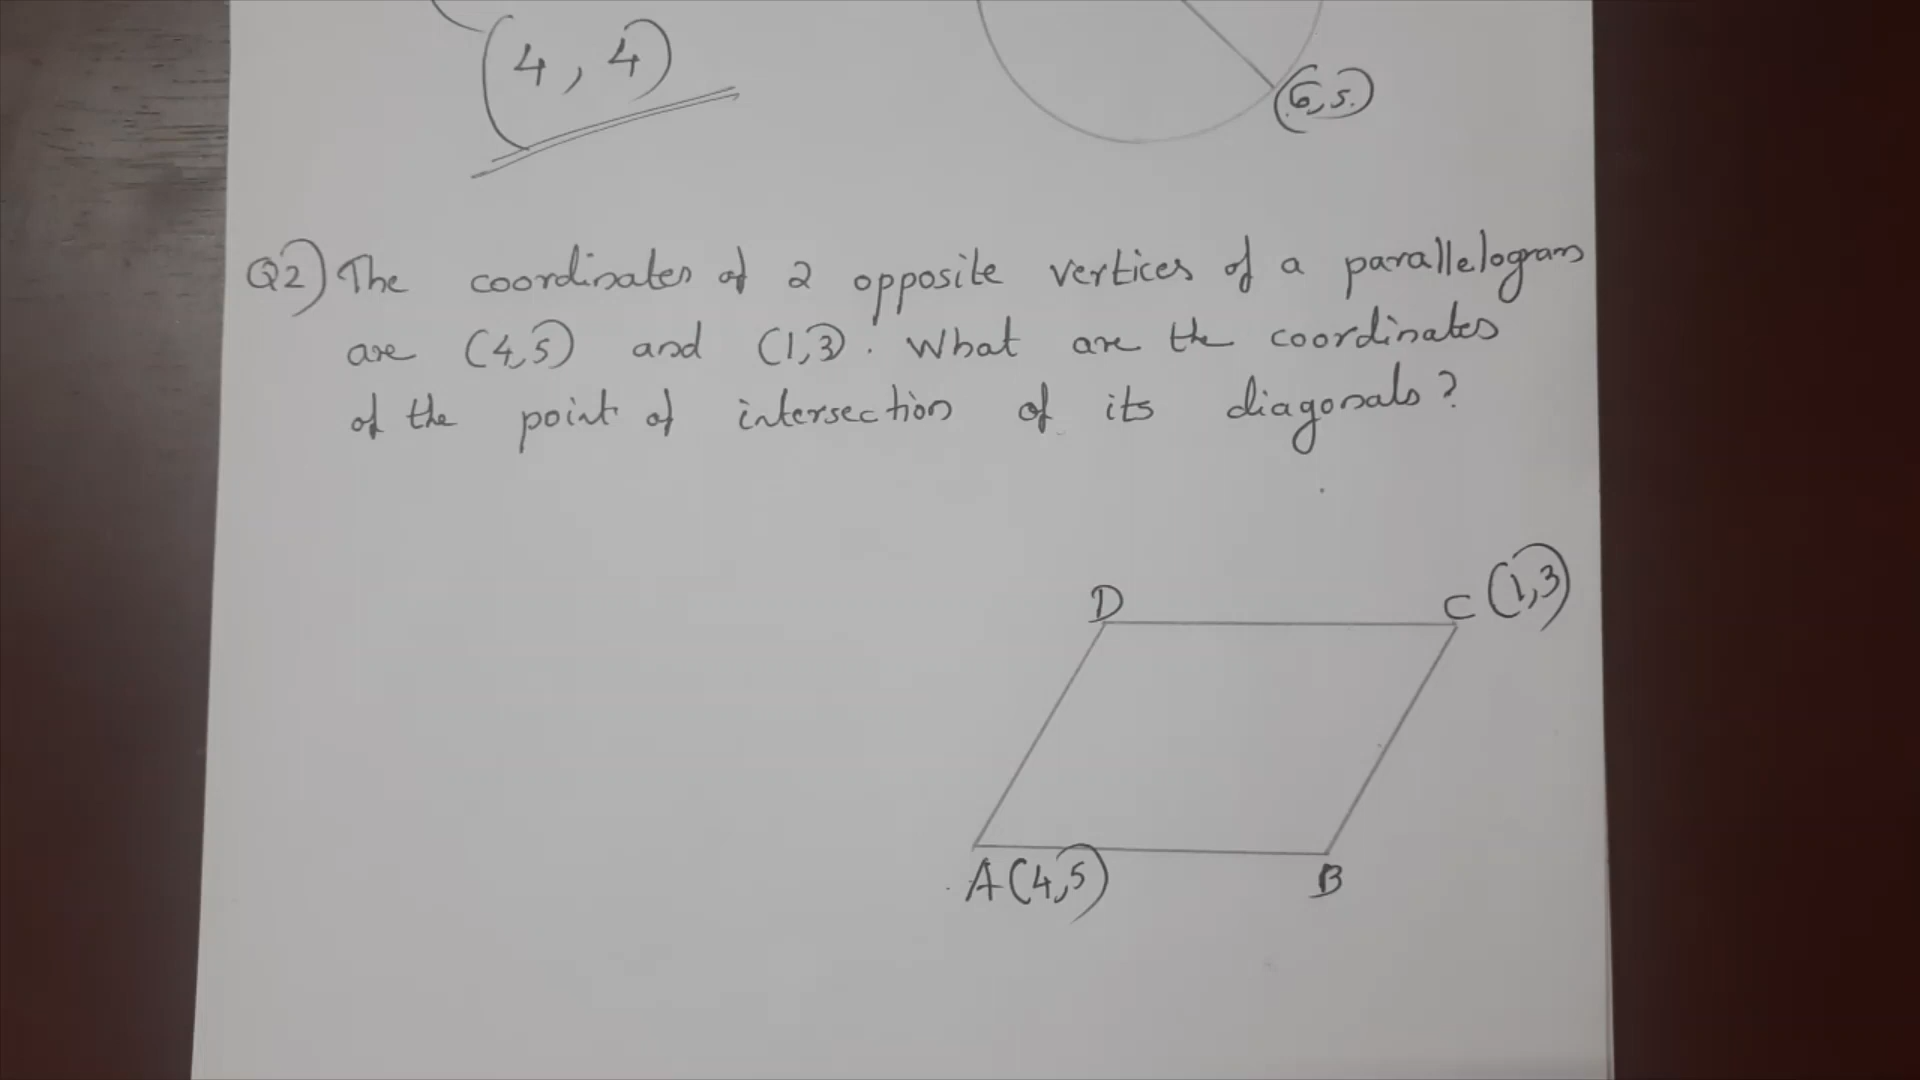 (4, 4)
(6,5)
Q2) The coordinates of 2 opposite vertices of a parallelogram
are (4,5) and (1,3). What are the coordinates
of the point of intersection of its diagonals?
D
C (1,3)
A(4,5)
B